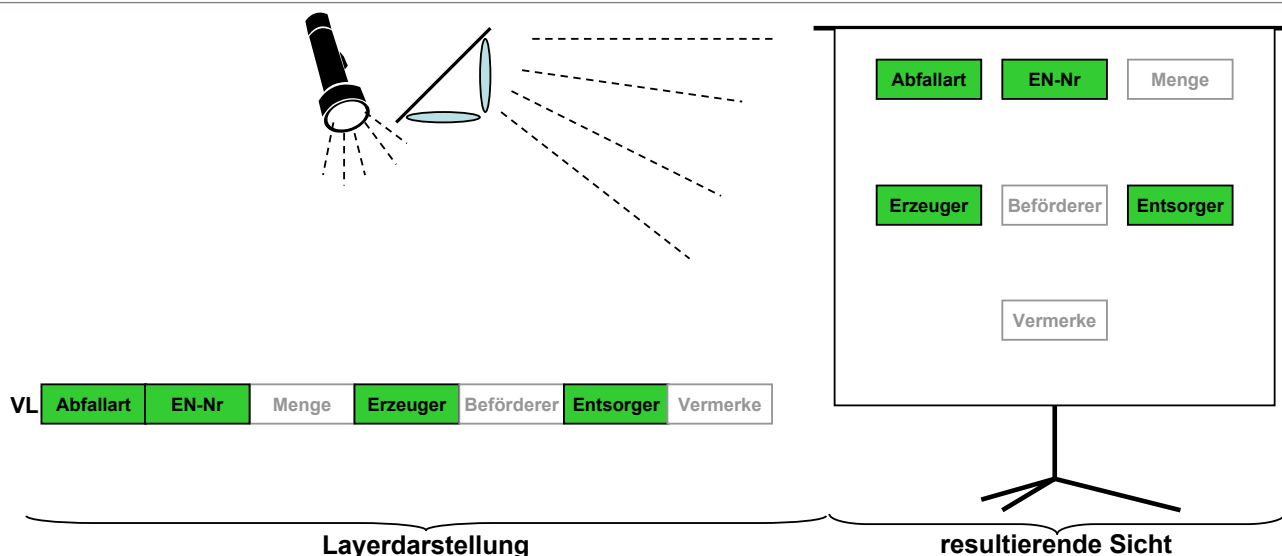 Abfallart EN-Nr Menge
Erzeuger Beförderer Entsorger
Vermerke
VL Abfallart EN-Nr Menge Erzeuger Beförderer Entsorger Vermerke
Layerdarstellung resultierende Sicht